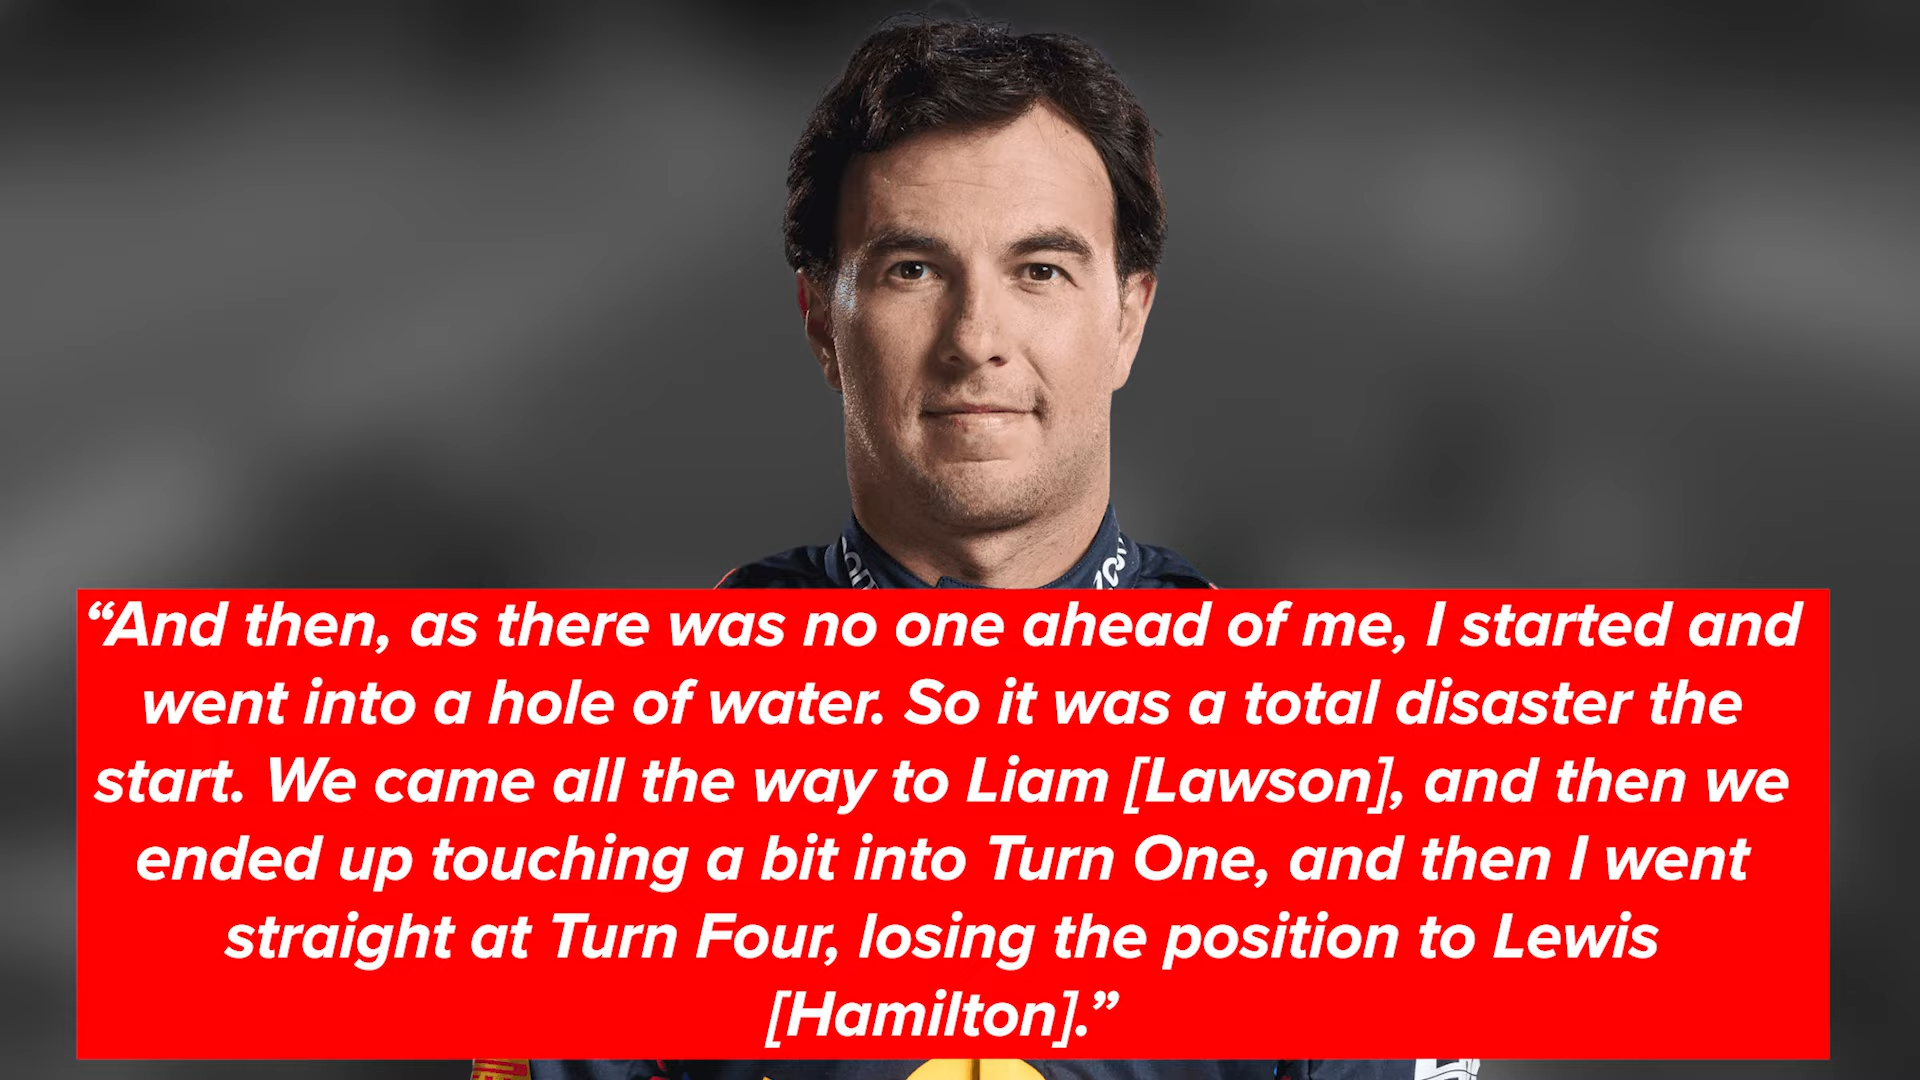 “And then, as there was no one ahead of me, I started and
went into a hole of water. So it was a total disaster the
start. We came all the way to Liam [Lawson], and then we
ended up touching a bit into Turn One, and then I went
straight at Turn Four, losing the position to Lewis
[Hamilton].”